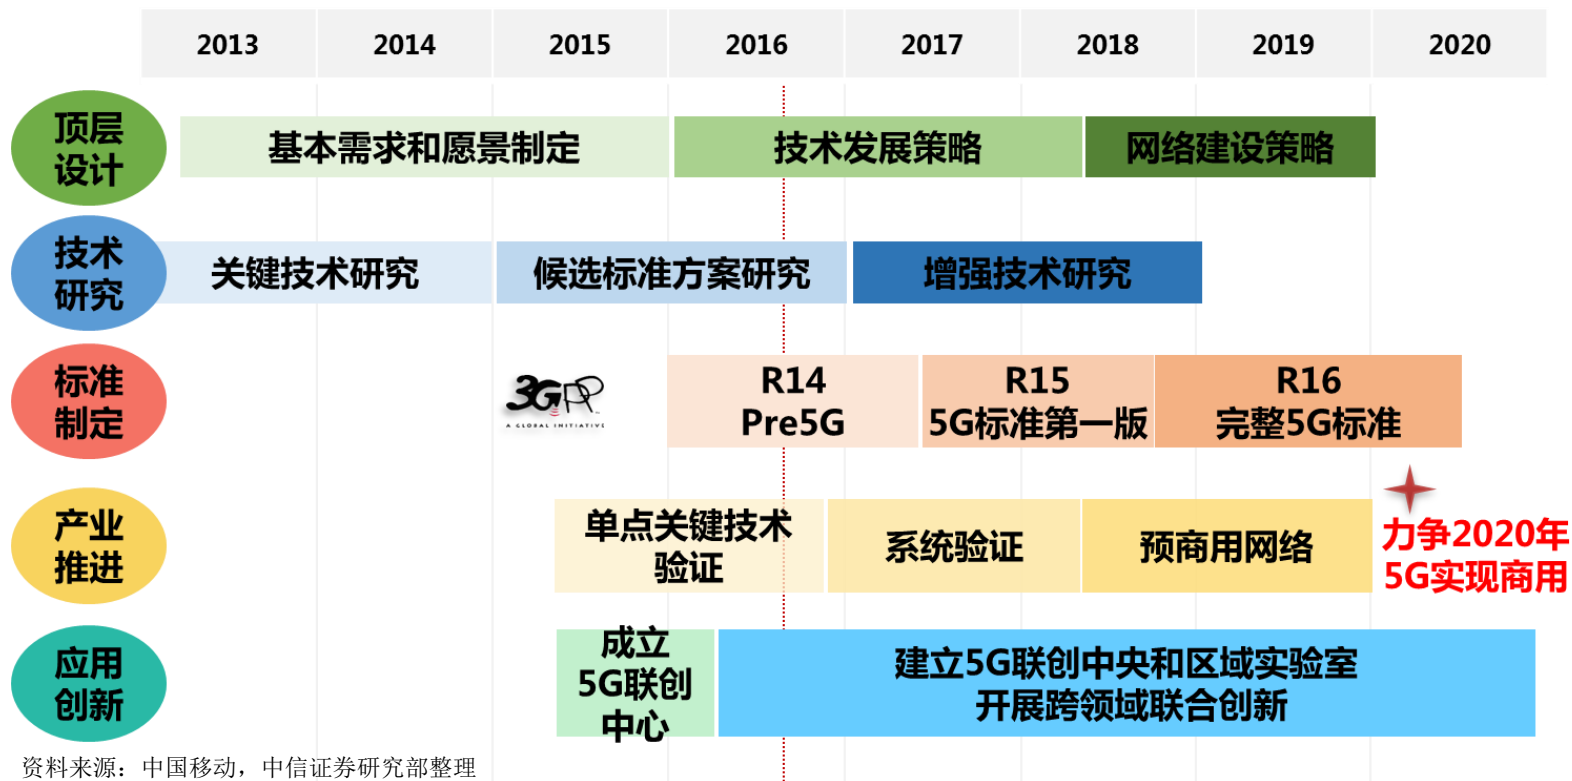 2013 2014 2015 2016 2017 2018 2019 2020
顶层
设计
基本需求和愿景制定 技术发展策略 网络建设策略
技术
研究
关键技术研究 候选标准方案研究 增强技术研究
标准
制定
3GPP
A GLOBAL INITIATIVE
R14
Pre5G
R15
5G标准第一版
R16
完整5G标准
产业
推进
单点关键技术
验证
系统验证
预商用网络
力争2020年
5G实现商用
应用
创新
成立
5G联创
中心
建立5G联创中央和区域实验室
开展跨领域联合创新
资料来源：中国移动，中信证券研究部整理